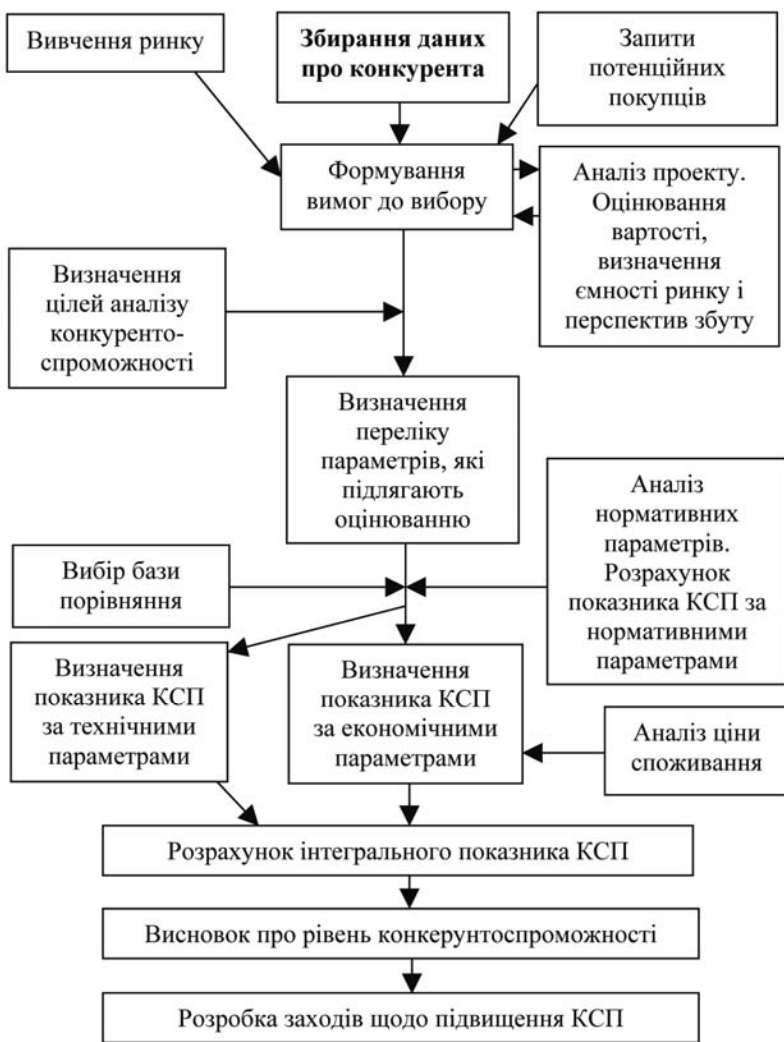 Вивчення ринку
Збирання даних
про конкурента
Запити
потенційних
покупців
Формування
вимог до вибору
Аналіз проекту.
Оцінювання
вартості,
визначення
ємності ринку і
перспектив збуту
Визначення
цілей аналізу
конкуренто-
спроможності
Визначення
переліку
параметрів, які
підлягають
оцінюванню
Аналіз
нормативних
параметрів.
Розрахунок
показника КСП за
нормативними
параметрами
Вибір бази
порівняння
Визначення
показника КСП
за технічними
параметрами
Визначення
показника КСП
за економічними
параметрами
Аналіз ціни
споживання
Розрахунок інтегрального показника КСП
Висновок про рівень конкерунтоспроможності
Розробка заходів щодо підвищення КСП